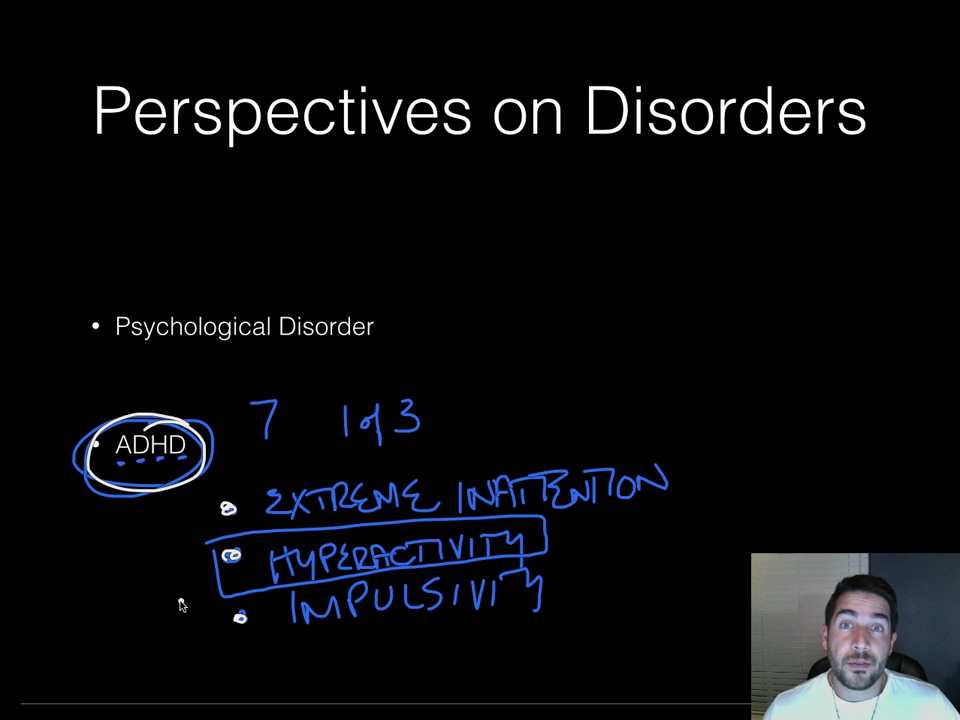 Perspectives on Disorders
• Psychological Disorder
7 1 of 3
• ADHD
EXTREME INATTENTION
HYPERACTIVITY
IMPULSIVITY